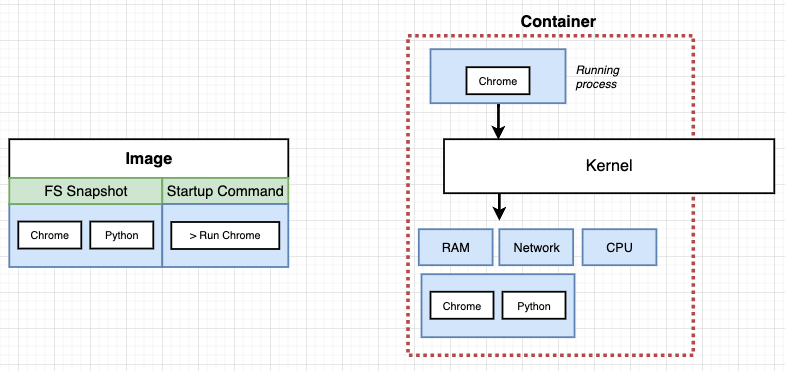 Container
Chrome
Running
process
Image
Kernel
FS Snapshot
Startup Command
Chrome
Python
> Run Chrome
RAM
Network
CPU
Chrome
Python